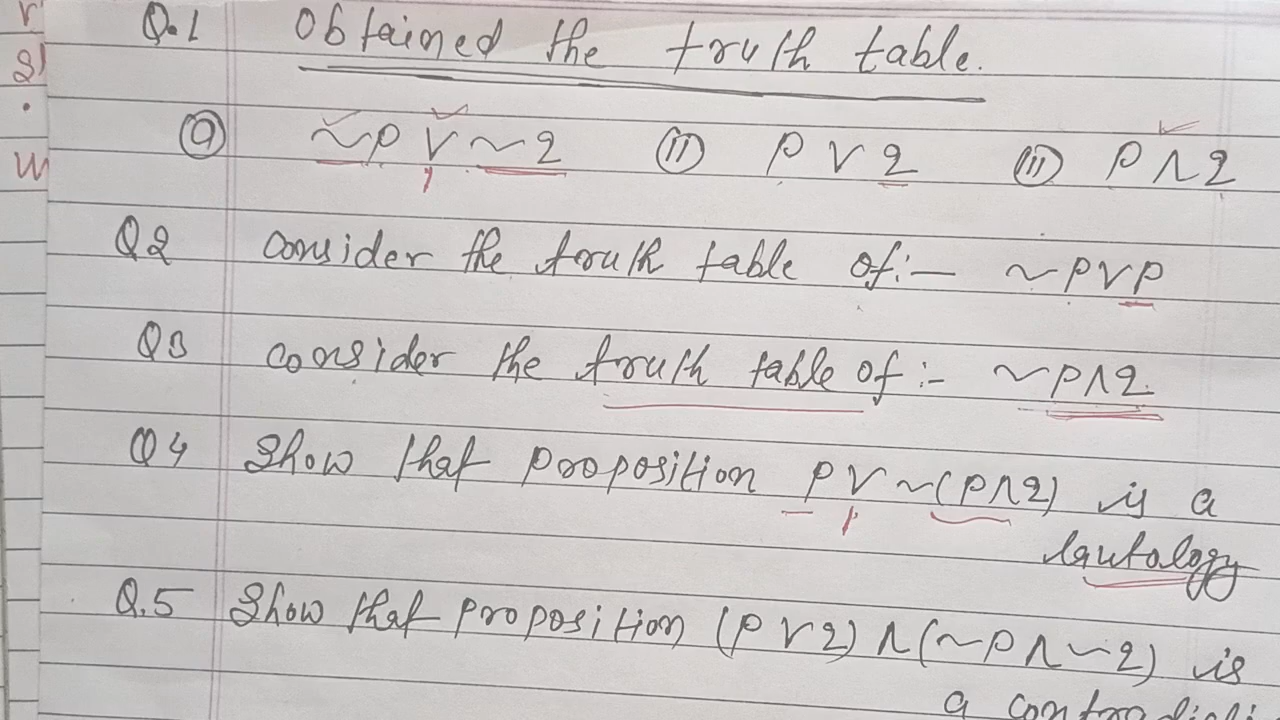 Q.1 Obtained the truth table.
(a) ~p ∨ ~q (ii) p ∨ q (iii) p ∧ q
Q2 Consider the truth table of:- ~p∨p
Q3 Consider the truth table of:- ~p∧q.
Q4 Show that proposition p ∨ ~(p∧q) is a
tautology
Q.5 Show that proposition (p ∨ q) ∧ (~p ∧ ~q) is
a